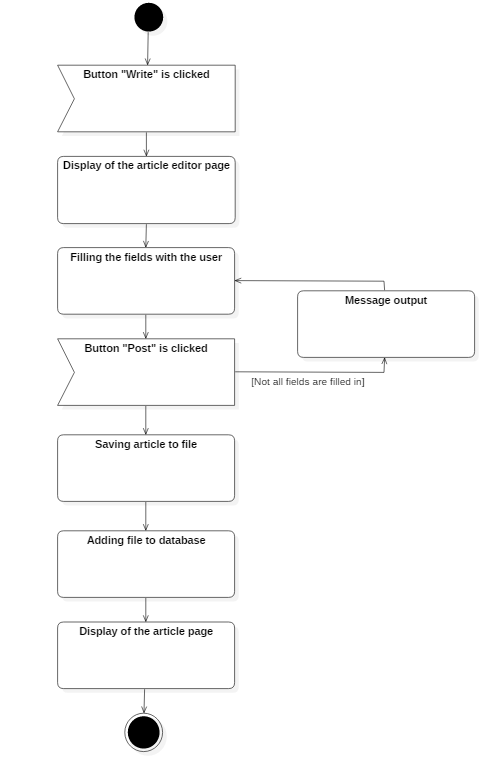 Button "Write" is clicked
Display of the article editor page
Filling the fields with the user
Message output
Button "Post" is clicked
[Not all fields are filled in]
Saving article to file
Adding file to database
Display of the article page